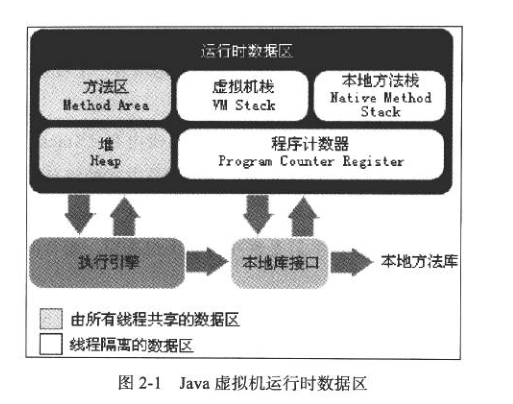 运行时数据区
方法区
Method Area
虚拟机栈
VM Stack
本地方法栈
Native Method
Stack
堆
Heap
程序计数器
Program Counter Register
执行引擎
本地库接口
本地方法库
由所有线程共享的数据区
线程隔离的数据区
图 2-1 Java 虚拟机运行时数据区